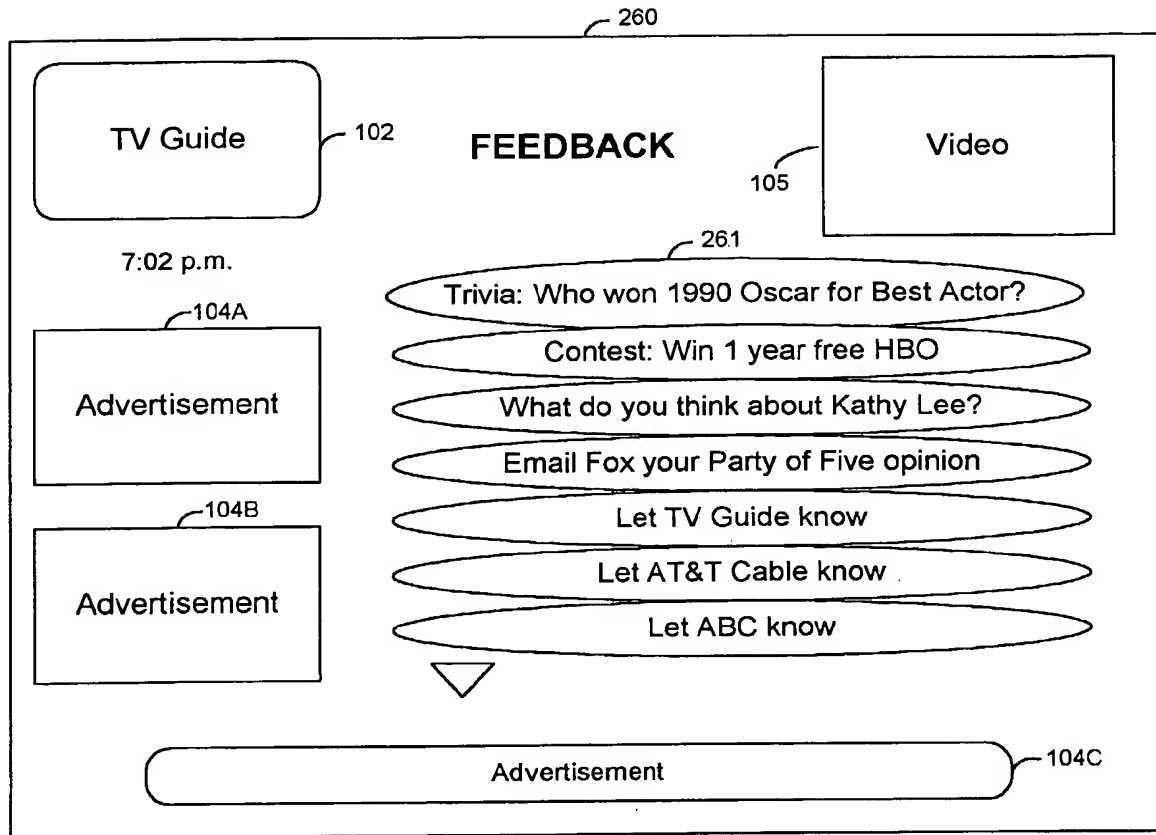 260
TV Guide
102
FEEDBACK
Video
105
7:02 p.m.
261
Trivia: Who won 1990 Oscar for Best Actor?
104A
Contest: Win 1 year free HBO
Advertisement
What do you think about Kathy Lee?
Email Fox your Party of Five opinion
104B
Let TV Guide know
Advertisement
Let AT&T Cable know
Let ABC know
Advertisement
104C